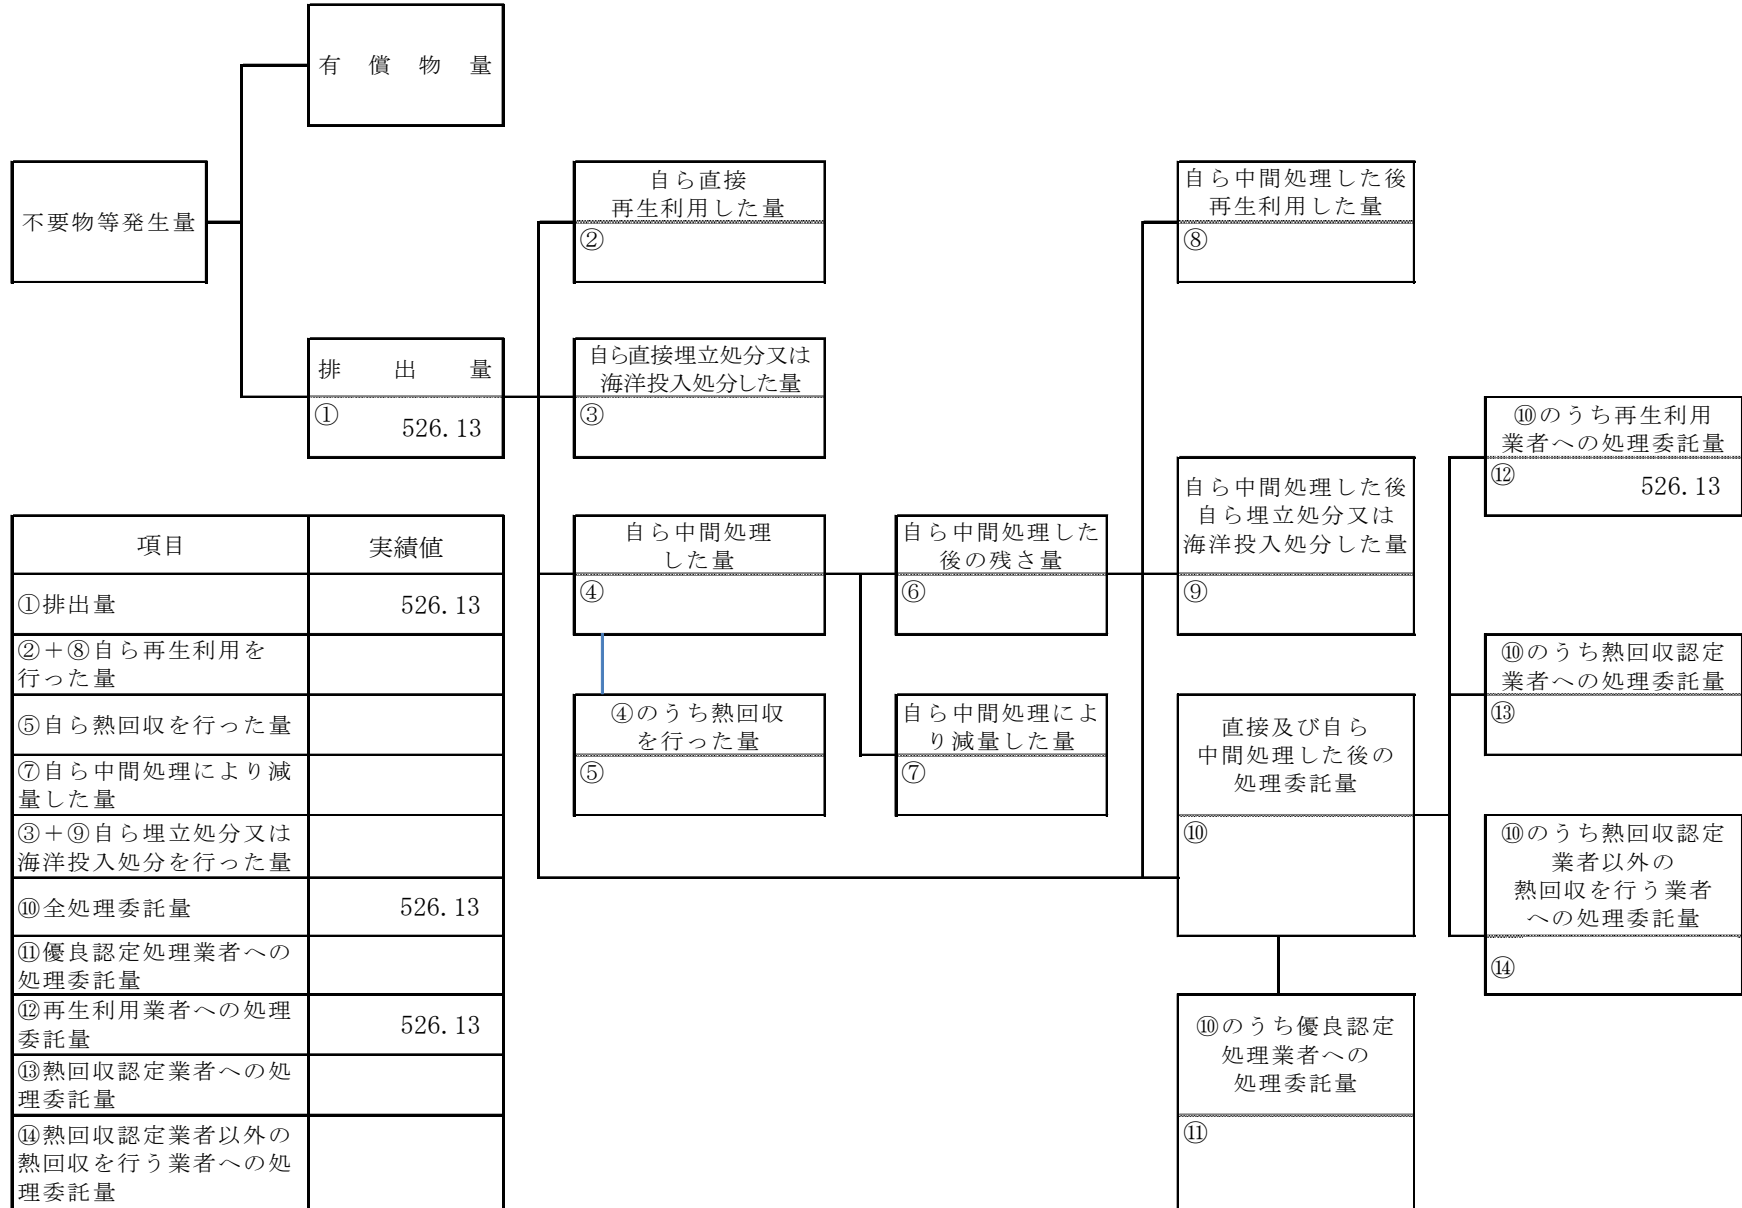 有償物量
不要物等発生量
排出量
①
526.13
自ら直接
再生利用した量
②
自ら直接埋立処分又は
海洋投入処分した量
③
自ら中間処理
した量
④
④のうち熱回収
を行った量
⑤
自ら中間処理した
後の残さ量
⑥
自ら中間処理によ
り減量した量
⑦
自ら中間処理した後
再生利用した量
⑧
自ら中間処理した後
自ら埋立処分又は
海洋投入処分した量
⑨
直接及び自ら
中間処理した後の
処理委託量
⑩
⑩のうち優良認定
処理業者への
処理委託量
⑪
⑩のうち再生利用
業者への処理委託量
⑫
526.13
⑩のうち熱回収認定
業者への処理委託量
⑬
⑩のうち熱回収認定
業者以外の
熱回収を行う業者
への処理委託量
⑭
項目 実績値
①排出量 526.13
②＋⑧自ら再生利用を
行った量
⑤自ら熱回収を行った量
⑦自ら中間処理により減
量した量
③＋⑨自ら埋立処分又は
海洋投入処分を行った量
⑩全処理委託量 526.13
⑪優良認定処理業者への
処理委託量
⑫再生利用業者への処理
委託量
526.13
⑬熱回収認定業者への処
理委託量
⑭熱回収認定業者以外の
熱回収を行う業者への処
理委託量